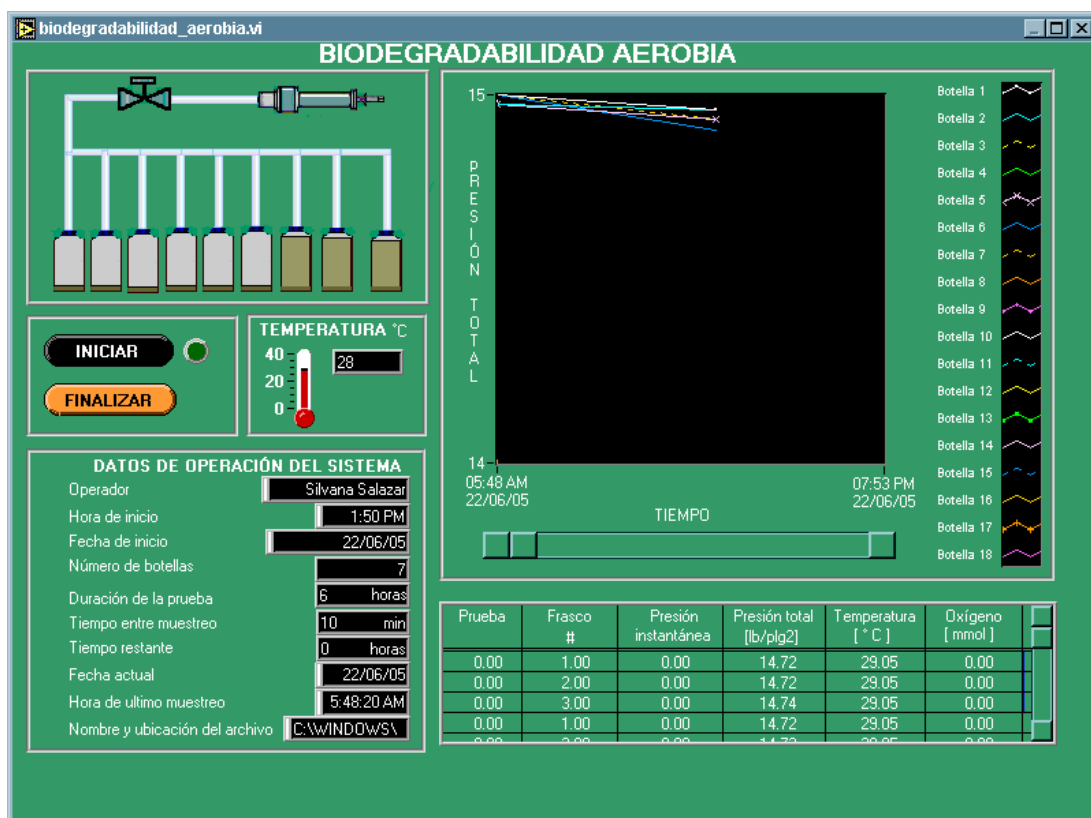 biodegradabilidad_aerobia.vi
BIODEGRADABILIDAD AEROBIA
INICIAR
FINALIZAR
TEMPERATURA °C
40
20
0
28
DATOS DE OPERACIÓN DEL SISTEMA
Operador Silvana Salazar
Hora de inicio 1:50 PM
Fecha de inicio 22/06/05
Número de botellas 7
Duración de la prueba 6 horas
Tiempo entre muestreo 10 min
Tiempo restante 0 horas
Fecha actual 22/06/05
Hora de ultimo muestreo 5:48:20 AM
Nombre y ubicación del archivo C:\WINDOWS\
PRESIÓN TOTAL
15
14
05:48 AM
22/06/05
07:53 PM
22/06/05
TIEMPO
Botella 1
Botella 2
Botella 3
Botella 4
Botella 5
Botella 6
Botella 7
Botella 8
Botella 9
Botella 10
Botella 11
Botella 12
Botella 13
Botella 14
Botella 15
Botella 16
Botella 17
Botella 18
Prueba Frasco Presión Presión total Temperatura Oxígeno
# instantánea [lb/plg2] [ ° C ] [ mmol ]
0.00 1.00 0.00 14.72 29.05 0.00
0.00 2.00 0.00 14.72 29.05 0.00
0.00 3.00 0.00 14.74 29.05 0.00
0.00 1.00 0.00 14.72 29.05 0.00